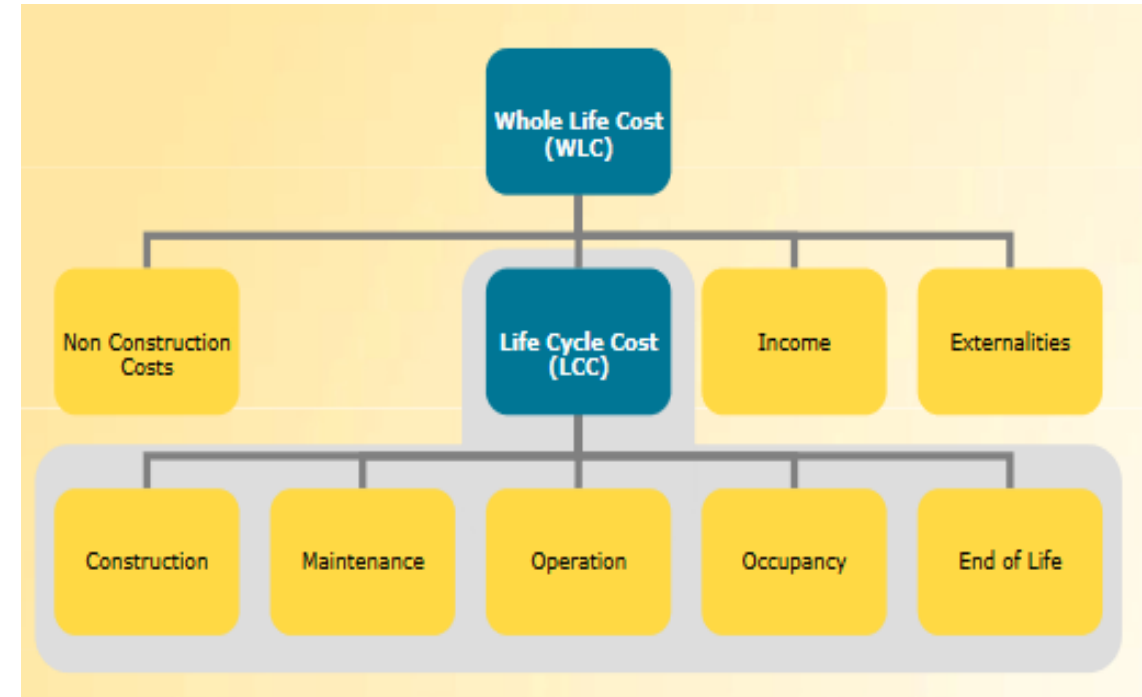 Whole Life Cost
(WLC)
Non Construction
Costs
Life Cycle Cost
(LCC)
Income
Externalities
Construction
Maintenance
Operation
Occupancy
End of Life